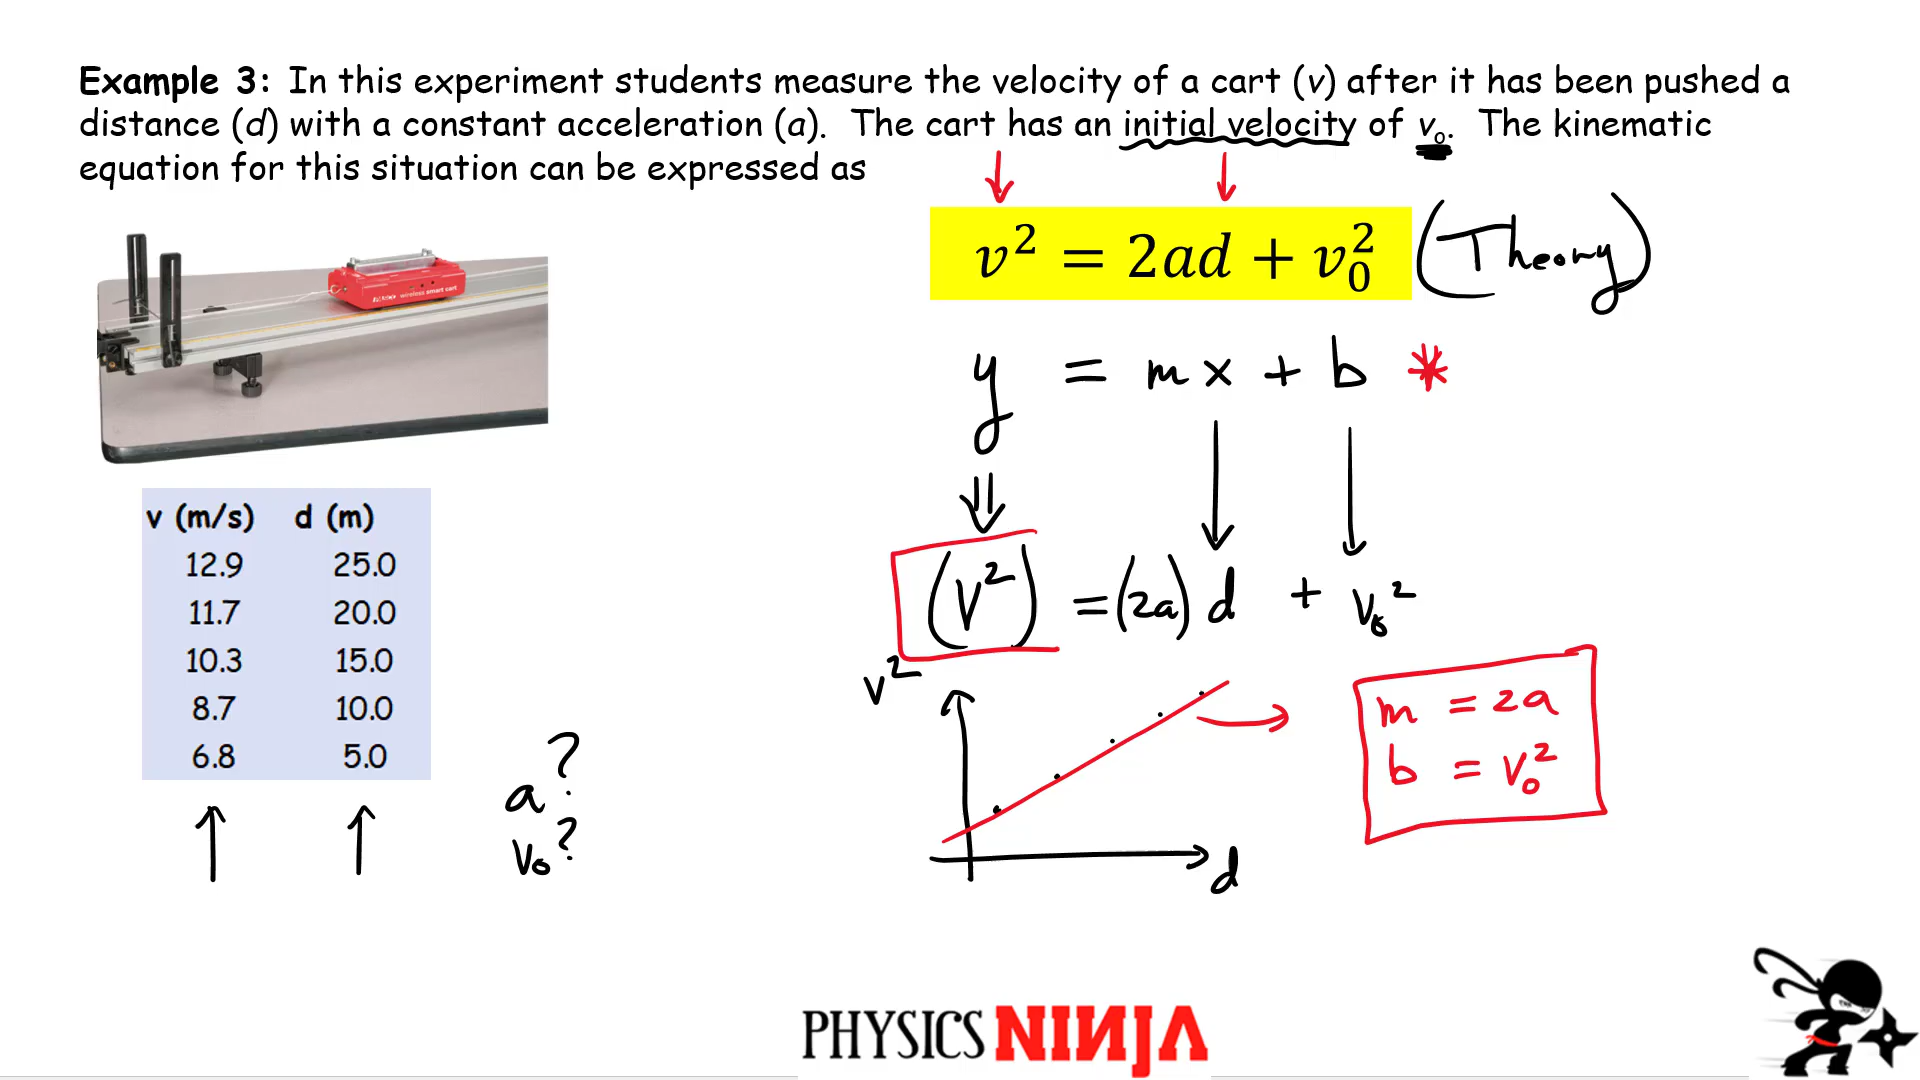 Example 3: In this experiment students measure the velocity of a cart (v) after it has been pushed a
distance (d) with a constant acceleration (a). The cart has an initial velocity of v₀. The kinematic
equation for this situation can be expressed as
v² = 2ad + v₀² (Theory)
y = mx + b *
(v²) = (2a) d + v₀²
wireless smart cart
v (m/s) d (m)
12.9 25.0
11.7 20.0
10.3 15.0
8.7 10.0
6.8 5.0
a?
v₀?
v²
d
m = 2a
b = v₀²
PHYSICS NINJA